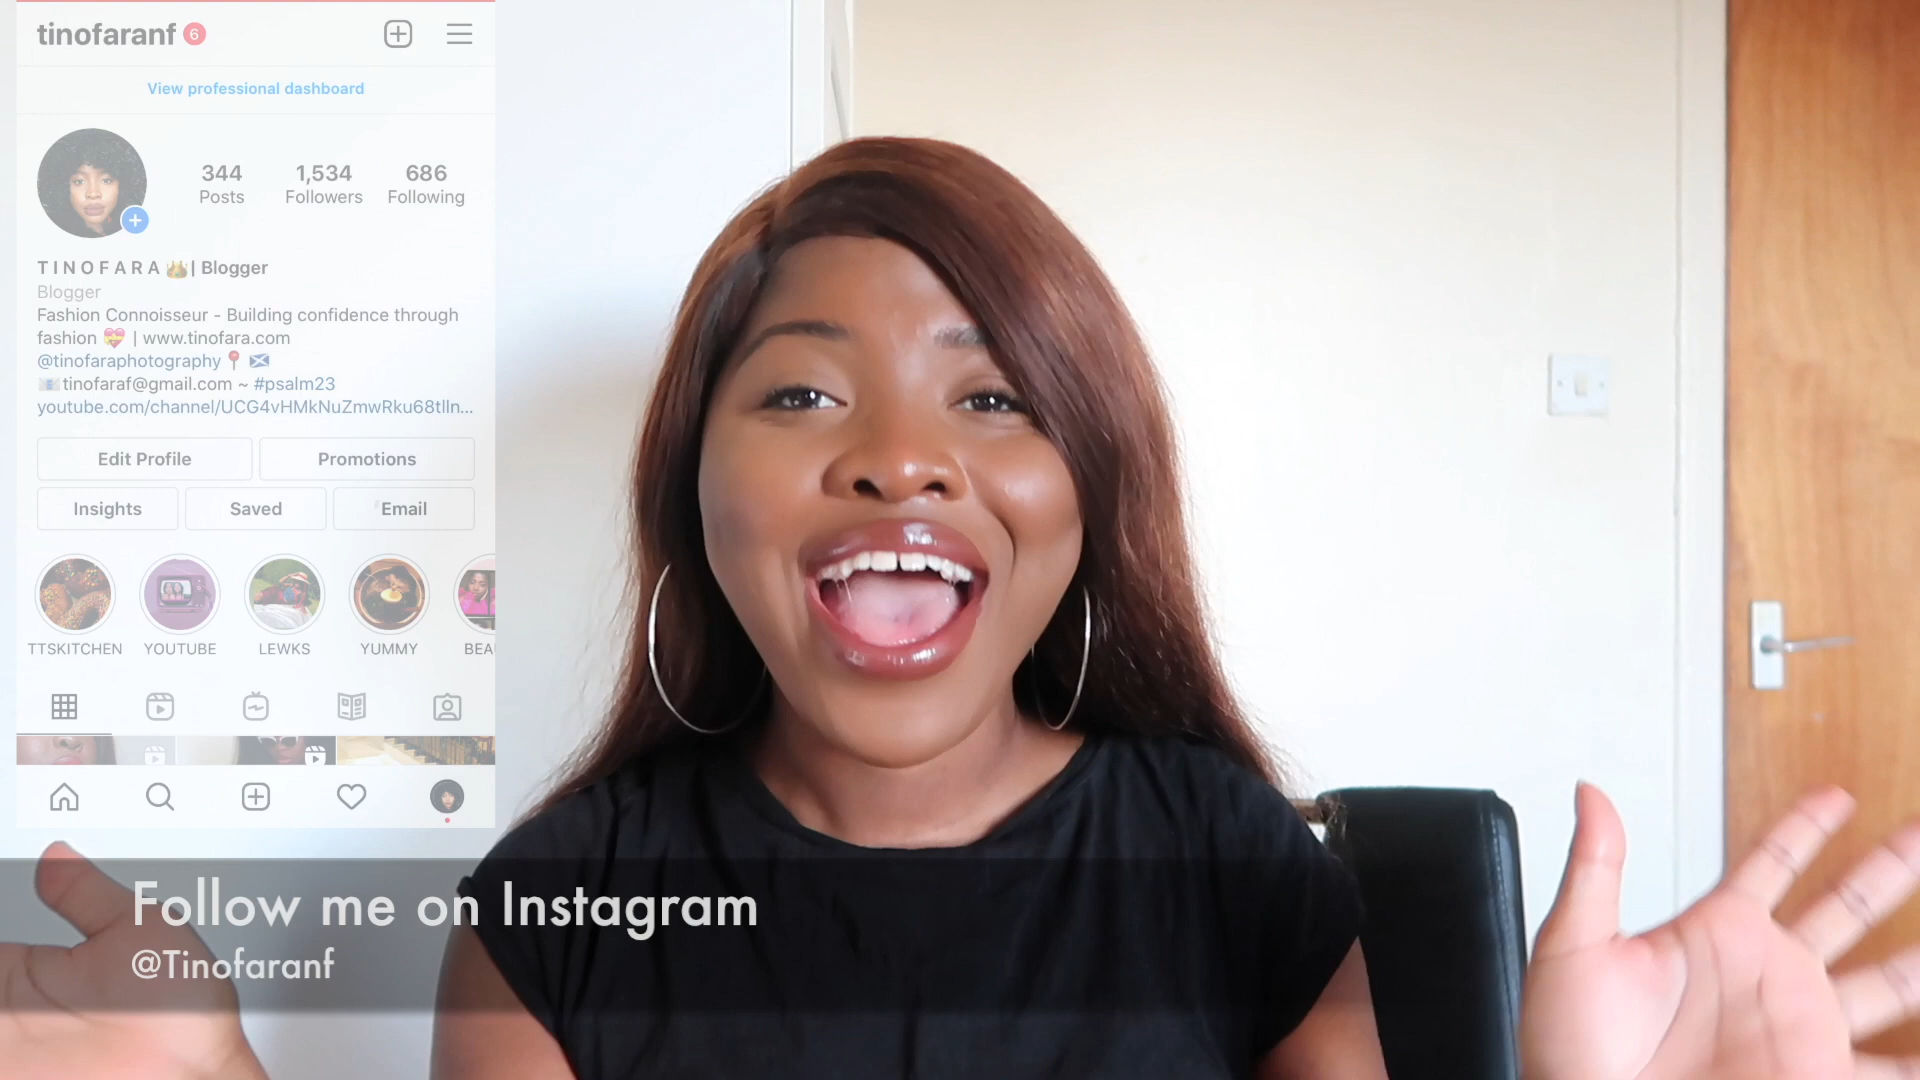 tinofaranf 6
View professional dashboard
344 1,534 686
Posts Followers Following
T I N O F A R A 👑| Blogger
Blogger
Fashion Connoisseur - Building confidence through
fashion 💝 | www.tinofara.com
@tinofaraphotography📍 🏴󠁧󠁢󠁳󠁣󠁴󠁿
📧tinofaraf@gmail.com ~ #psalm23
youtube.com/channel/UCG4vHMkNuZmwRku68tlln...
Edit Profile Promotions
Insights Saved Email
TTSKITCHEN YOUTUBE LEWKS YUMMY BEAU
Follow me on Instagram
@Tinofaranf